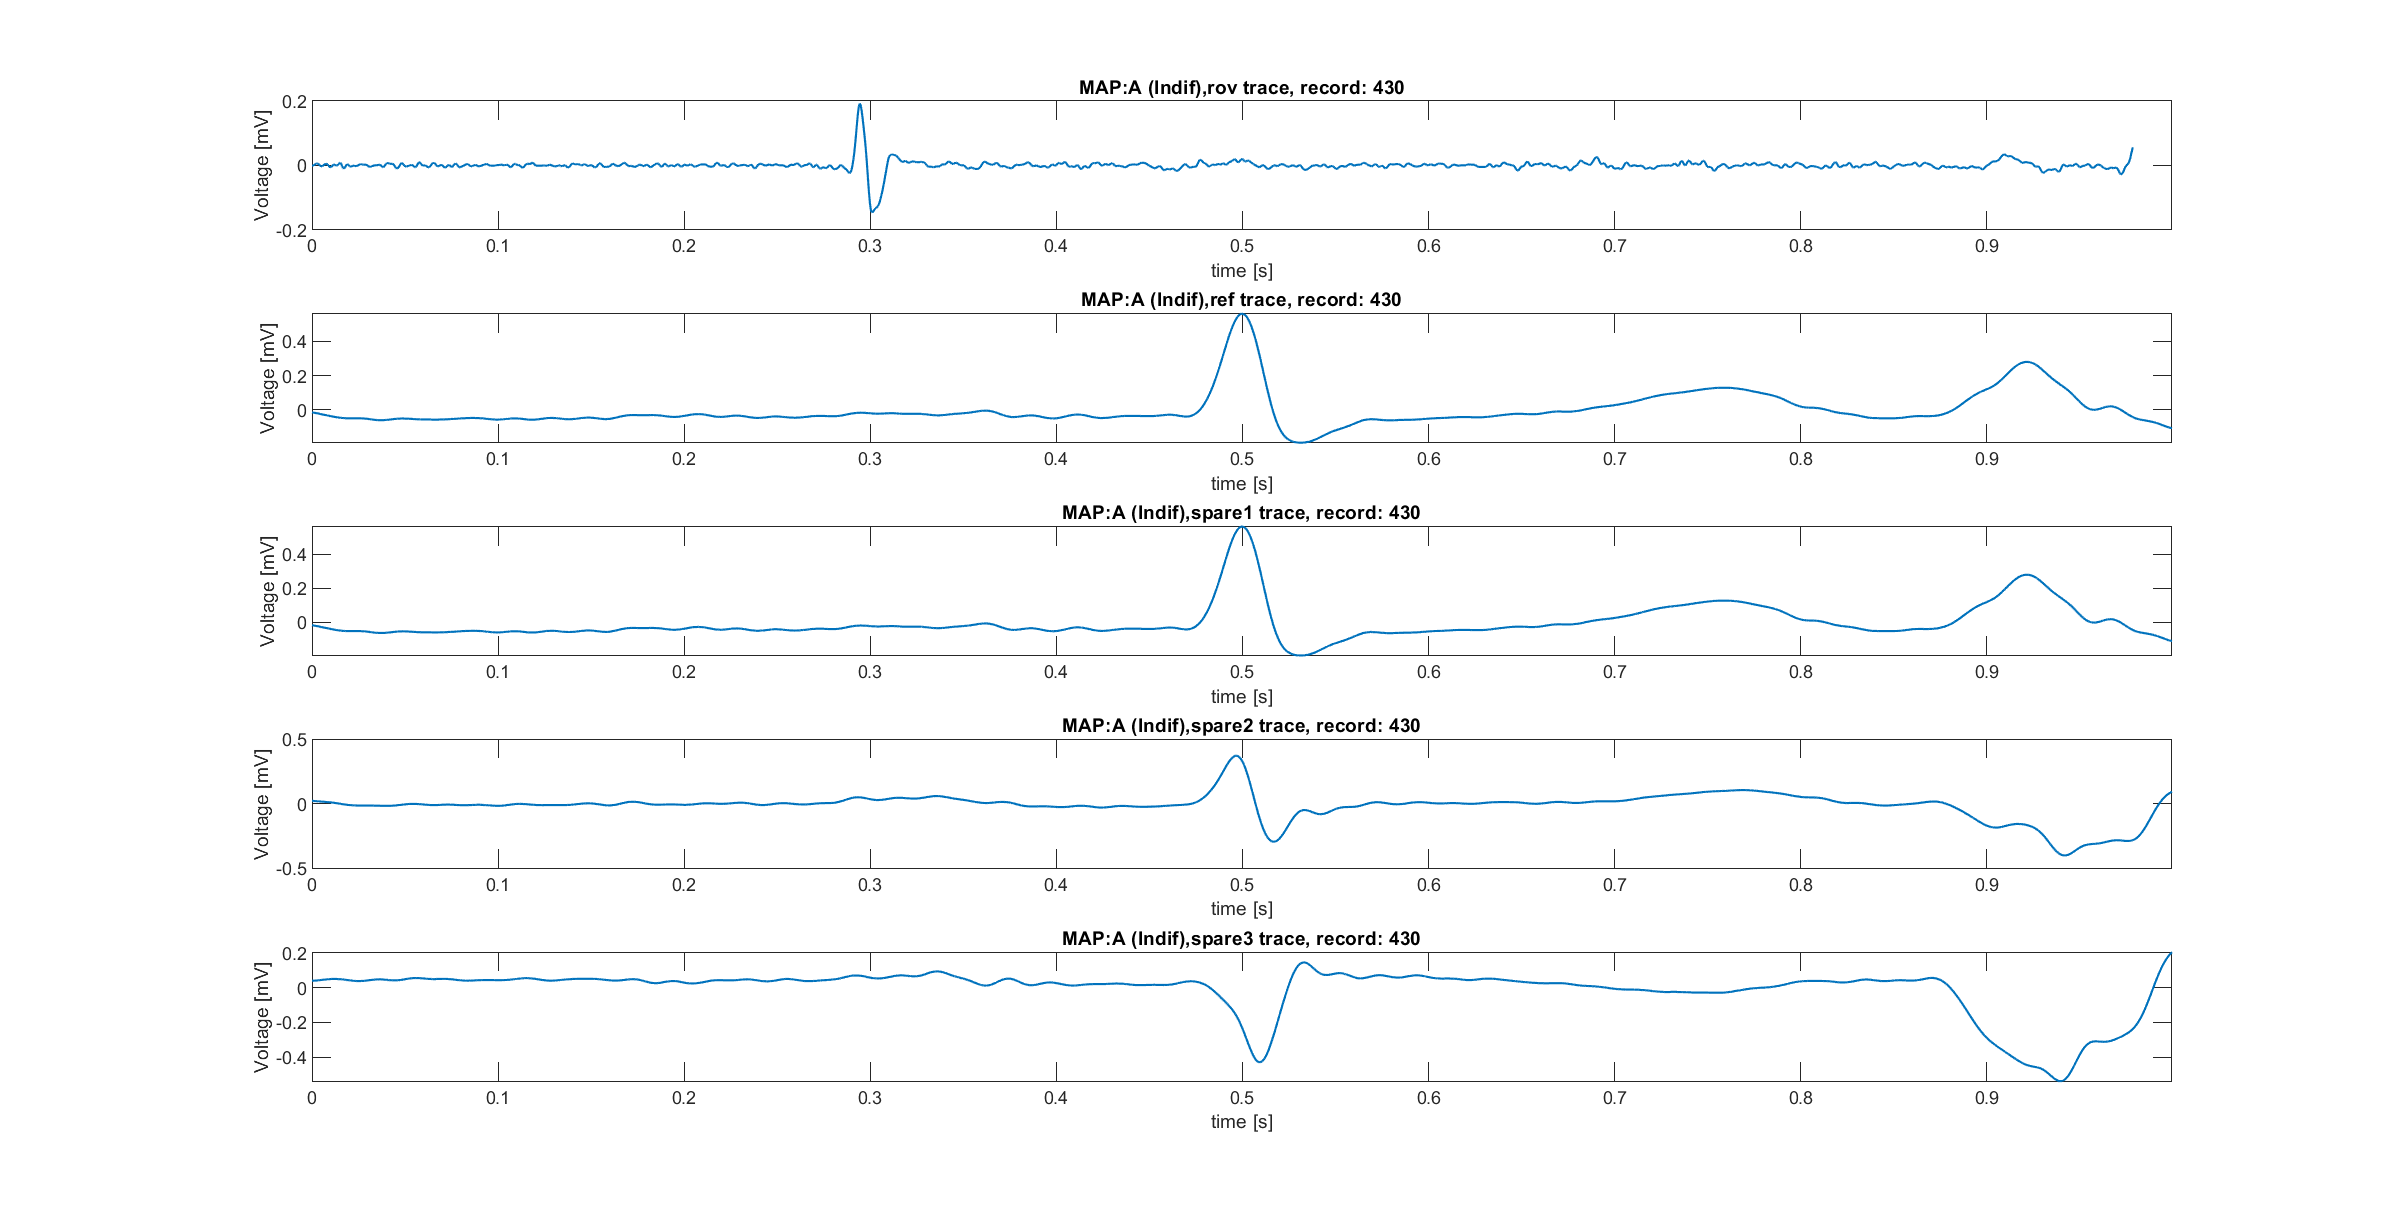 MAP:A (Indif),rov trace, record: 430
Voltage [mV]
0.2
0
-0.2
0 0.1 0.2 0.3 0.4 0.5 0.6 0.7 0.8 0.9
time [s]
MAP:A (Indif),ref trace, record: 430
Voltage [mV]
0.4
0.2
0
0 0.1 0.2 0.3 0.4 0.5 0.6 0.7 0.8 0.9
time [s]
MAP:A (Indif),spare1 trace, record: 430
Voltage [mV]
0.4
0.2
0
0 0.1 0.2 0.3 0.4 0.5 0.6 0.7 0.8 0.9
time [s]
MAP:A (Indif),spare2 trace, record: 430
Voltage [mV]
0.5
0
-0.5
0 0.1 0.2 0.3 0.4 0.5 0.6 0.7 0.8 0.9
time [s]
MAP:A (Indif),spare3 trace, record: 430
Voltage [mV]
0.2
0
-0.2
-0.4
0 0.1 0.2 0.3 0.4 0.5 0.6 0.7 0.8 0.9
time [s]